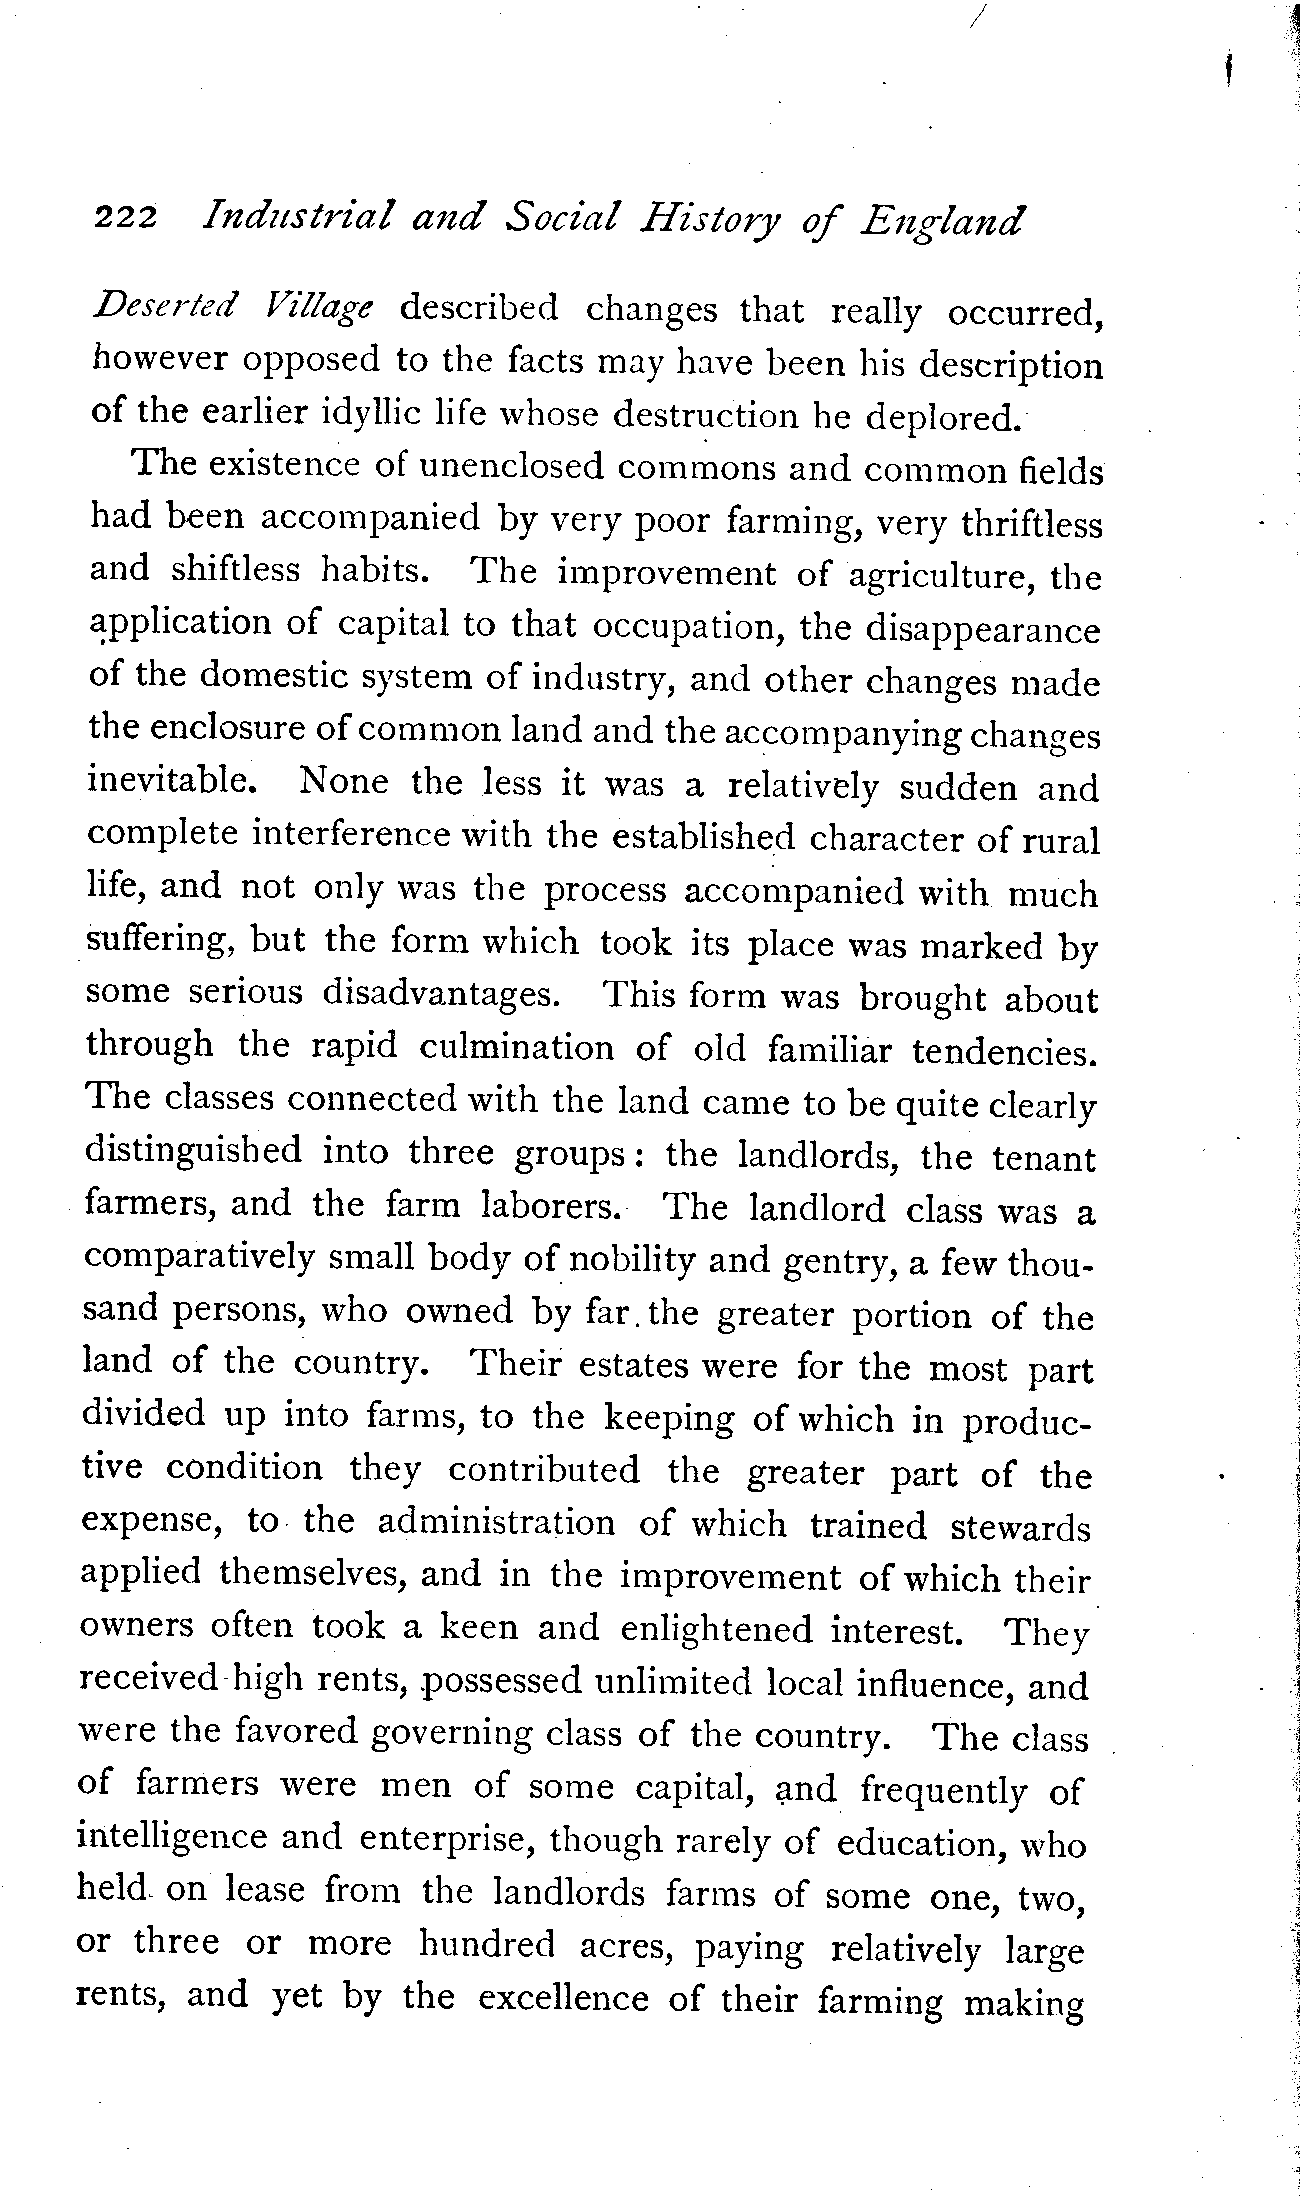 222 Industrial and Social History of England
Deserted Village described changes that really occurred,
however opposed to the facts may have been his description
of the earlier idyllic life whose destruction he deplored.
The existence of unenclosed commons and common fields
had been accompanied by very poor farming, very thriftless
and shiftless habits. The improvement of agriculture, the
application of capital to that occupation, the disappearance
of the domestic system of industry, and other changes made
the enclosure of common land and the accompanying changes
inevitable. None the less it was a relatively sudden and
complete interference with the established character of rural
life, and not only was the process accompanied with much
suffering, but the form which took its place was marked by
some serious disadvantages. This form was brought about
through the rapid culmination of old familiar tendencies.
The classes connected with the land came to be quite clearly
distinguished into three groups: the landlords, the tenant
farmers, and the farm laborers. The landlord class was a
comparatively small body of nobility and gentry, a few thou-
sand persons, who owned by far the greater portion of the
land of the country. Their estates were for the most part
divided up into farms, to the keeping of which in produc-
tive condition they contributed the greater part of the
expense, to the administration of which trained stewards
applied themselves, and in the improvement of which their
owners often took a keen and enlightened interest. They
received high rents, possessed unlimited local influence, and
were the favored governing class of the country. The class
of farmers were men of some capital, and frequently of
intelligence and enterprise, though rarely of education, who
held on lease from the landlords farms of some one, two,
or three or more hundred acres, paying relatively large
rents, and yet by the excellence of their farming making